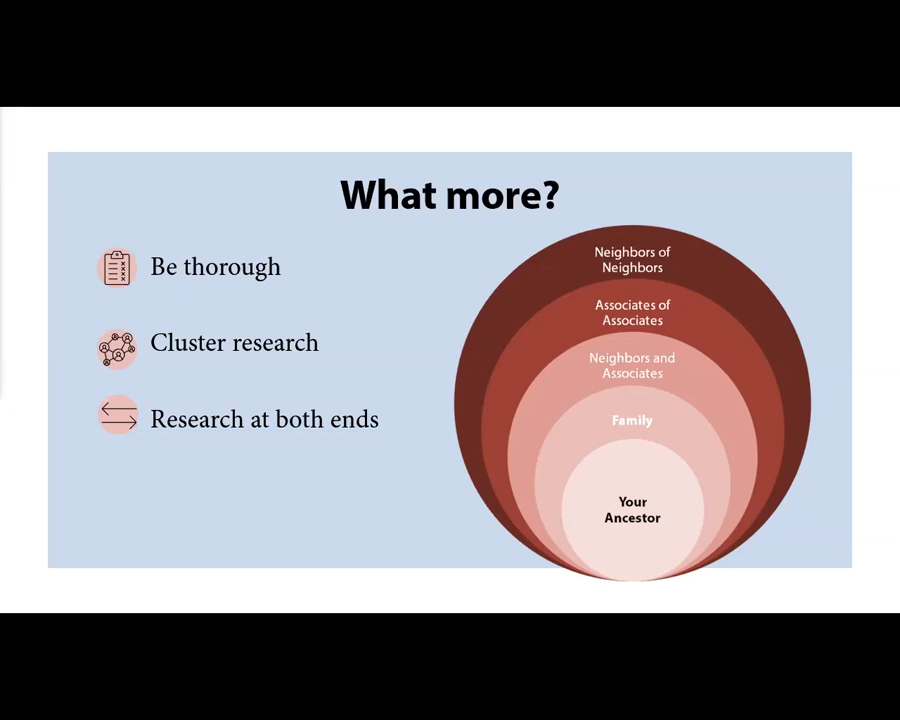 What more?
Be thorough
Cluster research
Research at both ends
Neighbors of
Neighbors
Associates of
Associates
Neighbors and
Associates
Family
Your
Ancestor